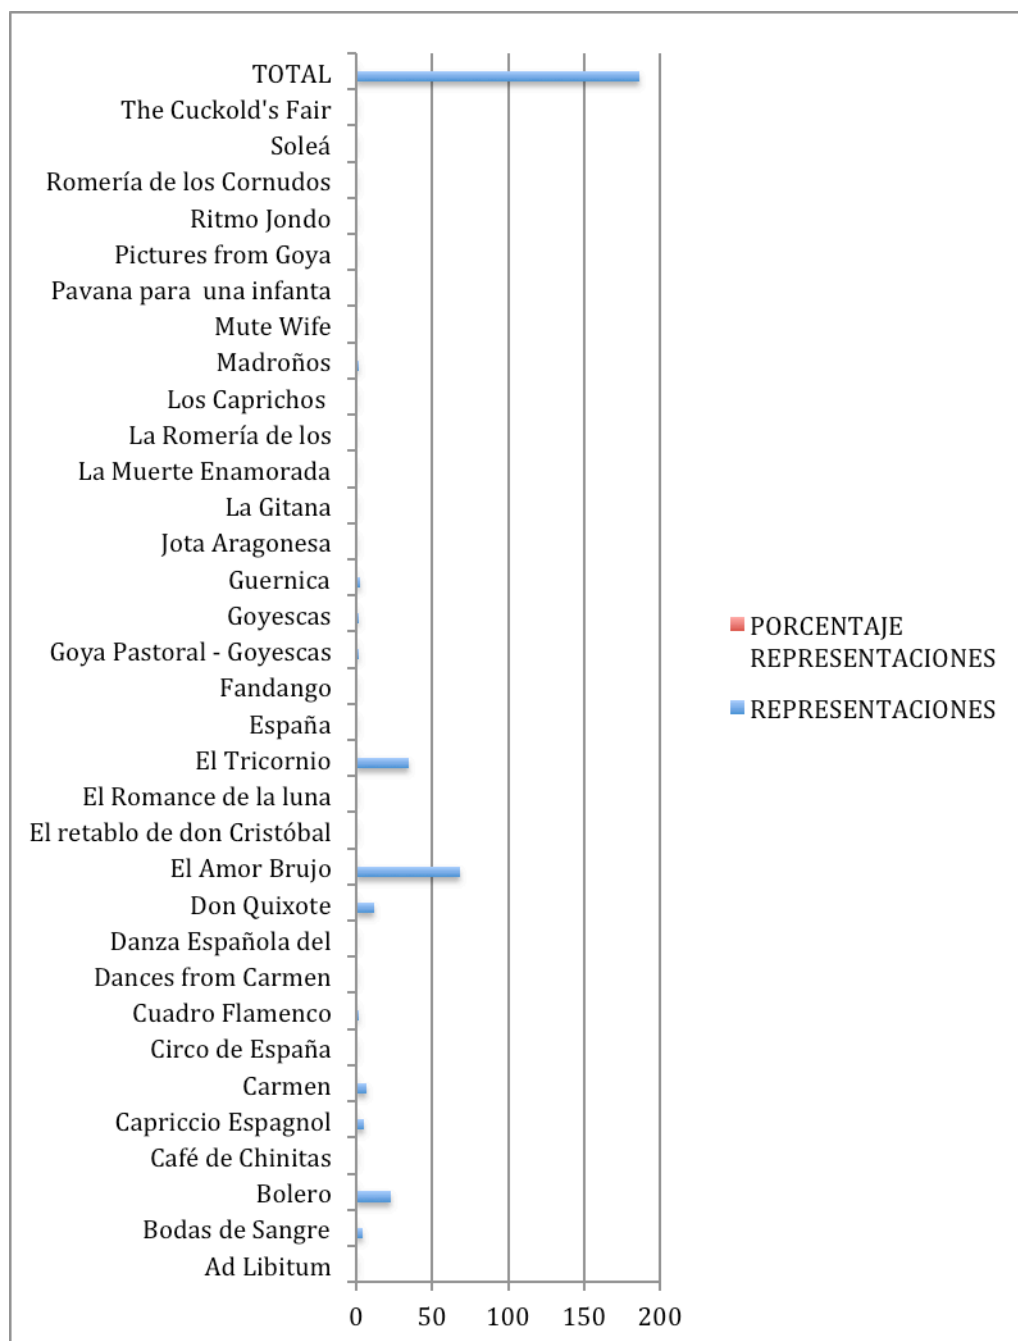 TOTAL
The Cuckold's Fair
Soleá
Romería de los Cornudos
Ritmo Jondo
Pictures from Goya
Pavana para  una infanta
Mute Wife
Madroños
Los Caprichos
La Romería de los
La Muerte Enamorada
La Gitana
Jota Aragonesa
Guernica
Goyescas
Goya Pastoral - Goyescas
Fandango
España
El Tricornio
El Romance de la luna
El retablo de don Cristóbal
El Amor Brujo
Don Quixote
Danza Española del
Dances from Carmen
Cuadro Flamenco
Circo de España
Carmen
Capriccio Espagnol
Café de Chinitas
Bolero
Bodas de Sangre
Ad Libitum
0 50 100 150 200
PORCENTAJE
REPRESENTACIONES
REPRESENTACIONES